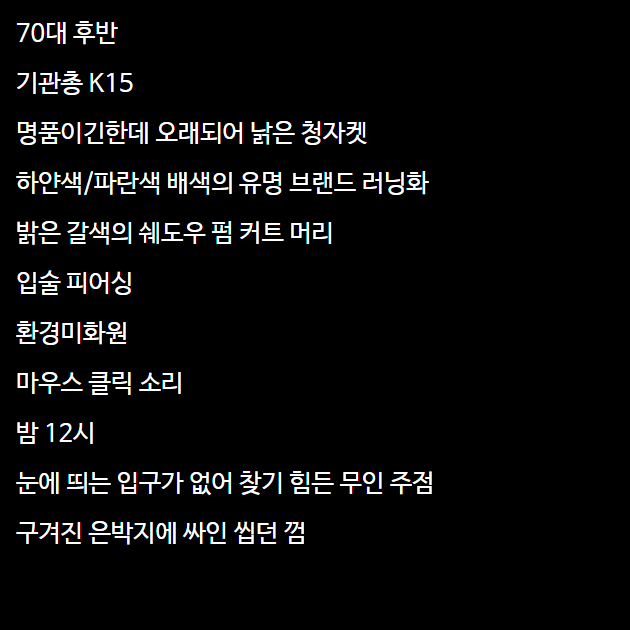 70대 후반
기관총 K15
명품이긴한데 오래되어 낡은 청자켓
하얀색/파란색 배색의 유명 브랜드 러닝화
밝은 갈색의 쉐도우 펌 커트 머리
입술 피어싱
환경미화원
마우스 클릭 소리
밤 12시
눈에 띄는 입구가 없어 찾기 힘든 무인 주점
구겨진 은박지에 싸인 씹던 껌